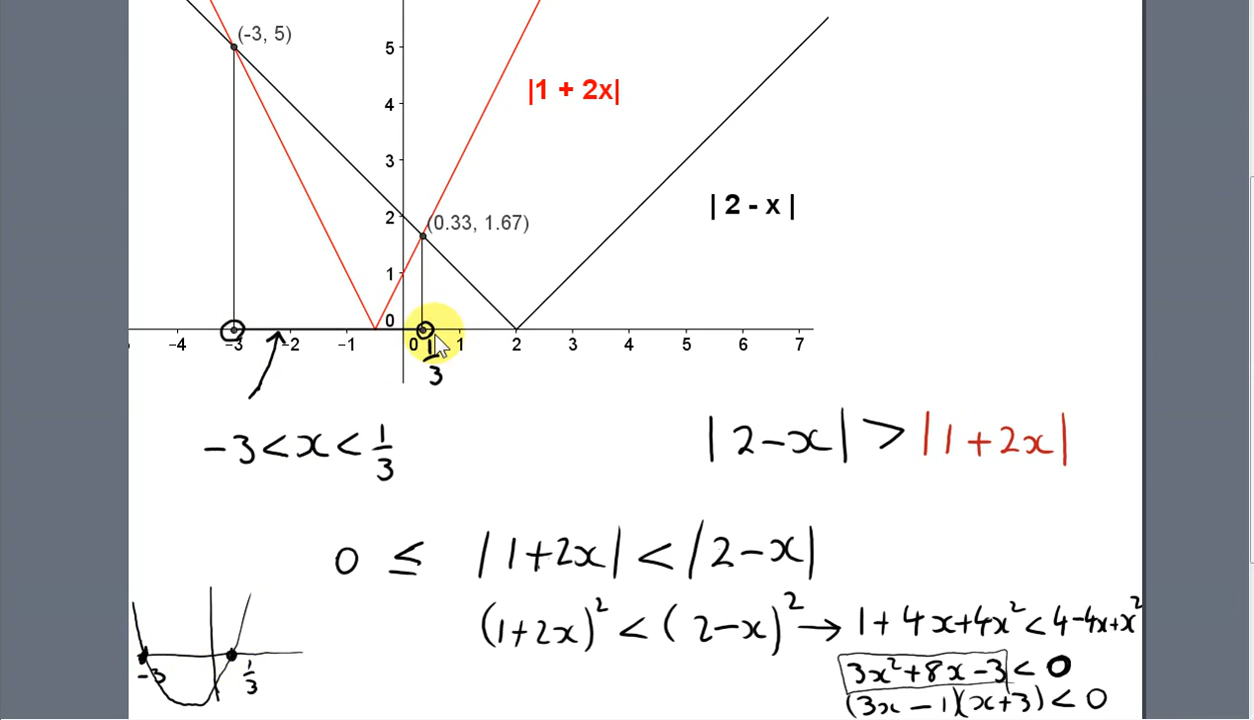 (-3, 5)
5
|1 + 2x|
4
3
| 2 - x |
2
(0.33, 1.67)
1
0
-4 -3 -2 -1 0 1 2 3 4 5 6 7
1/3
-3 < x < 1/3
|2-x| > |1+2x|
0 ≤ |1+2x| < |2-x|
(1+2x)² < (2-x)² → 1+4x+4x² < 4-4x+x²
3x²+8x-3 < 0
(3x-1)(x+3) < 0
-3 1/3